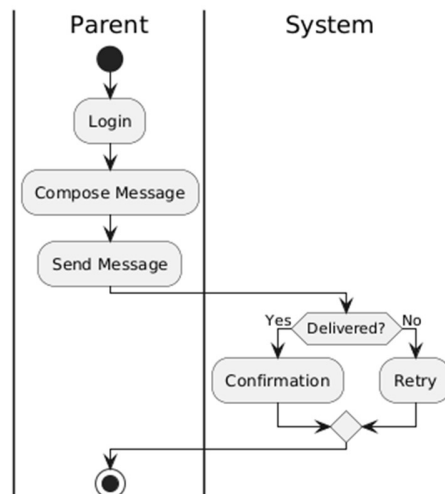 Parent
System
Login
Compose Message
Send Message
Delivered?
Yes
No
Confirmation
Retry